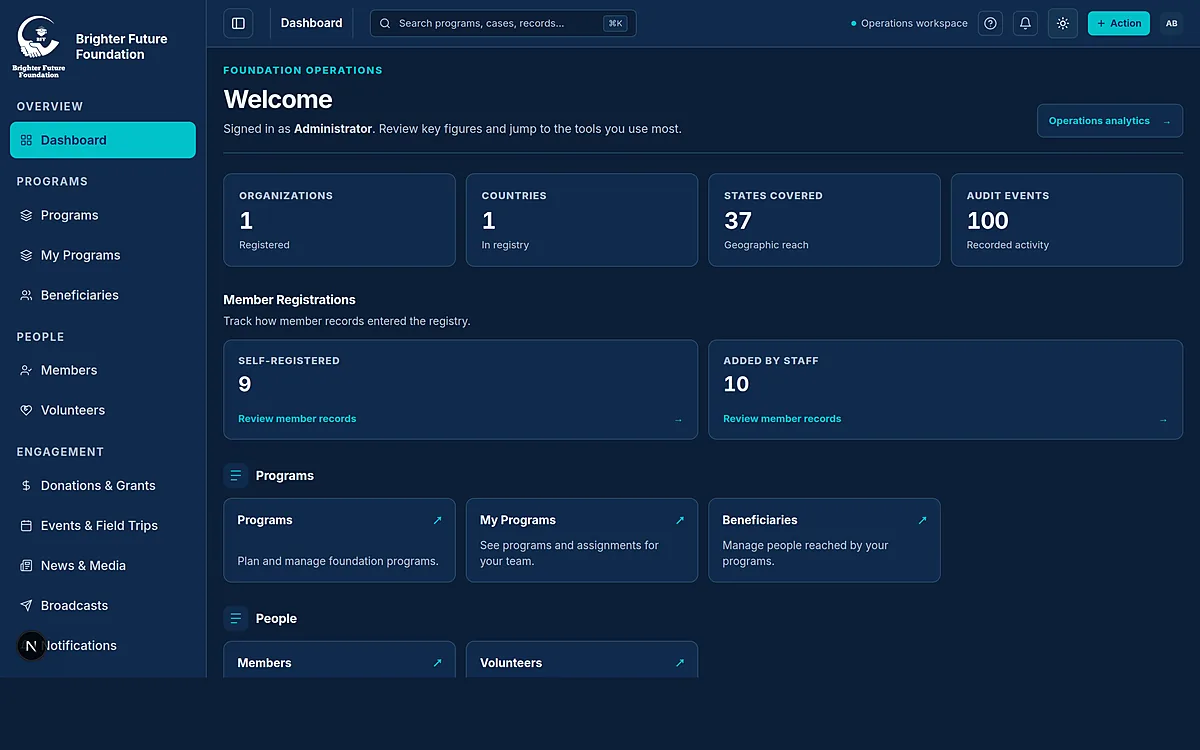 BFF
Brighter Future
Foundation
Brighter Future
Foundation
OVERVIEW
Dashboard
PROGRAMS
Programs
My Programs
Beneficiaries
PEOPLE
Members
Volunteers
ENGAGEMENT
Donations & Grants
Events & Field Trips
News & Media
Broadcasts
N
Notifications
Dashboard
Search programs, cases, records...
⌘K
Operations workspace
+ Action
AB
FOUNDATION OPERATIONS
Welcome
Signed in as Administrator. Review key figures and jump to the tools you use most.
Operations analytics →
ORGANIZATIONS
1
Registered
COUNTRIES
1
In registry
STATES COVERED
37
Geographic reach
AUDIT EVENTS
100
Recorded activity
Member Registrations
Track how member records entered the registry.
SELF-REGISTERED
9
Review member records →
ADDED BY STAFF
10
Review member records →
Programs
Programs ↗
Plan and manage foundation programs.
My Programs ↗
See programs and assignments for
your team.
Beneficiaries ↗
Manage people reached by your
programs.
People
Members ↗
Volunteers ↗